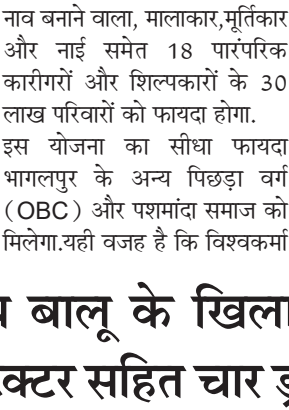 नाव बनाने वाला, मालाकार,मूर्तिकार
और नाई समेत 18 पारंपरिक
कारीगरों और शिल्पकारों के 30
लाख परिवारों को फायदा होगा.
इस योजना का सीधा फायदा
भागलपुर के अन्य पिछड़ा वर्ग
(OBC) और पशमांदा समाज को
मिलेगा.यही वजह है कि विश्वकर्मा
बालू के खिला
सहित चार